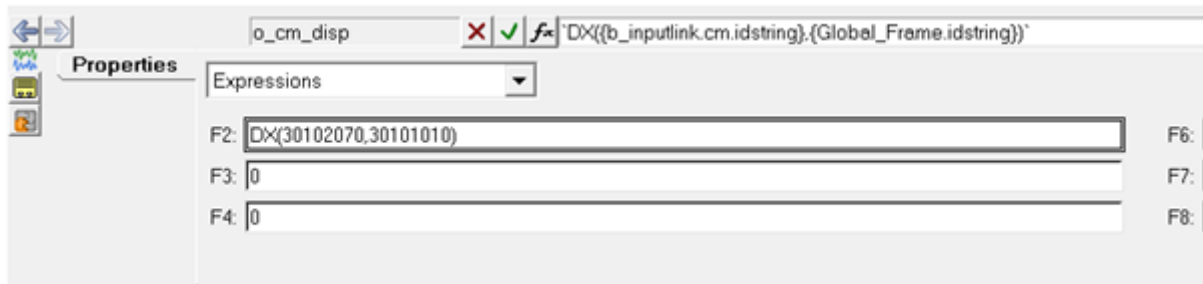 o_cm_disp fx `DX({b_inputlink.cm.idstring},{Global_Frame.idstring})`
Properties
Expressions
F2: DX(30102070,30101010) F6:
F3: 0 F7:
F4: 0 F8: